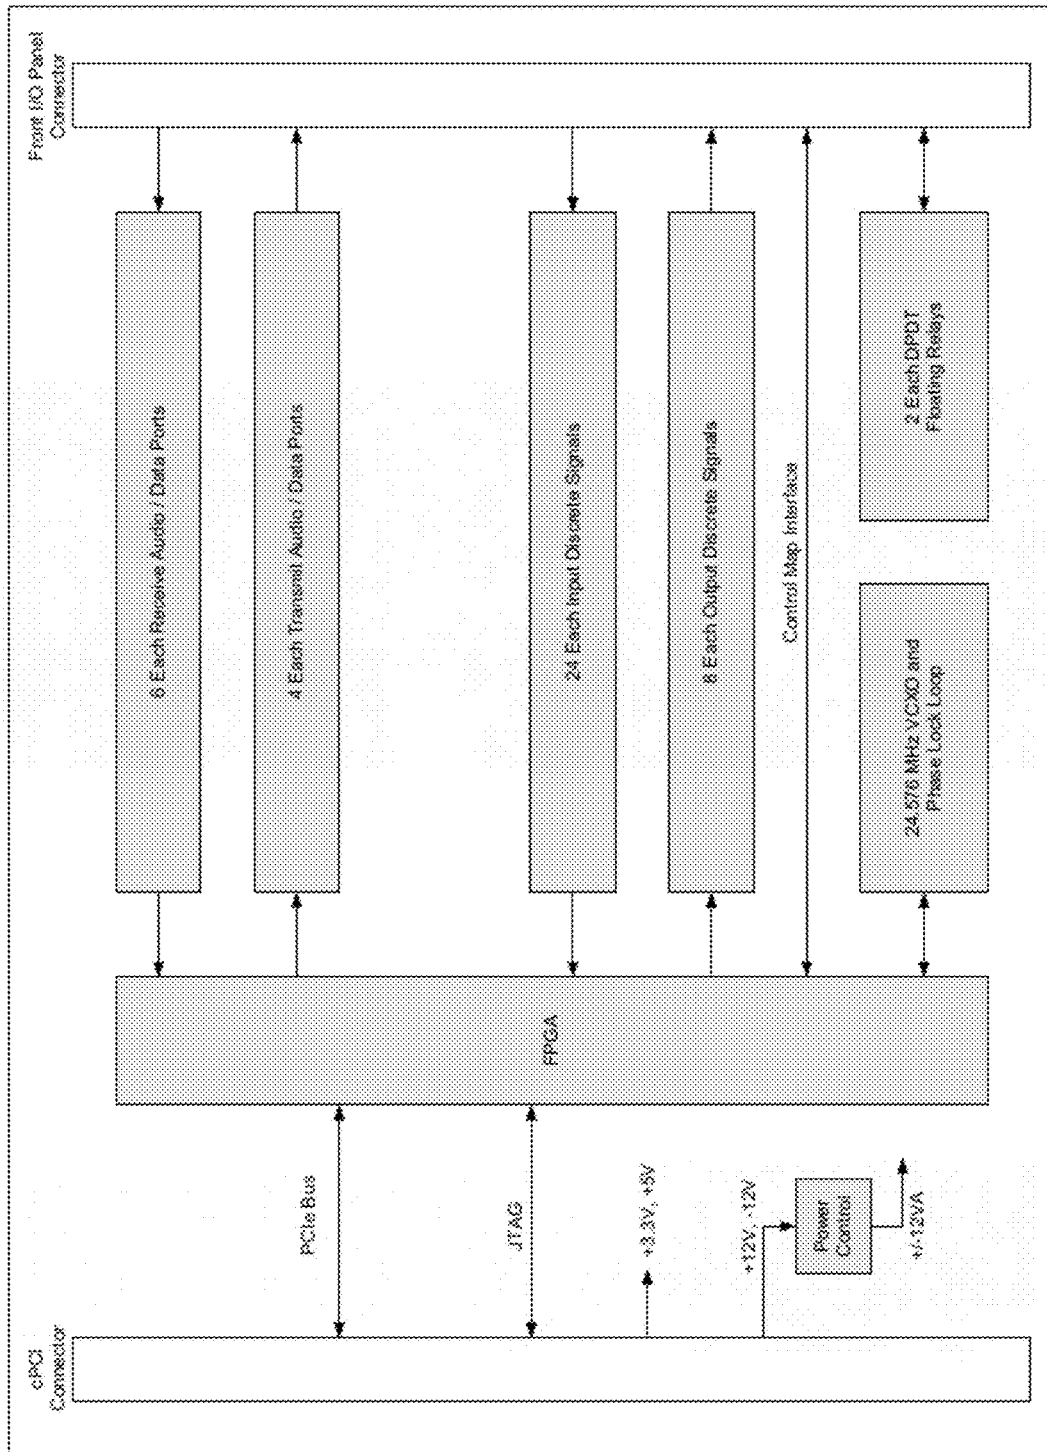 cPCI
Connector
Front I/O Panel
Connector
6 Each Receive Audio / Data Ports
4 Each Transmit Audio / Data Ports
PCIe Bus
FPGA
24 Each Input Discrete Signals
JTAG
8 Each Output Discrete Signals
+3.3V, +5V
Control Map Interface
+12V, -12V
Power
Control
24.576 MHz VCXO and
Phase Lock Loop
2 Each DPDT
Floating Relays
+/-12VA